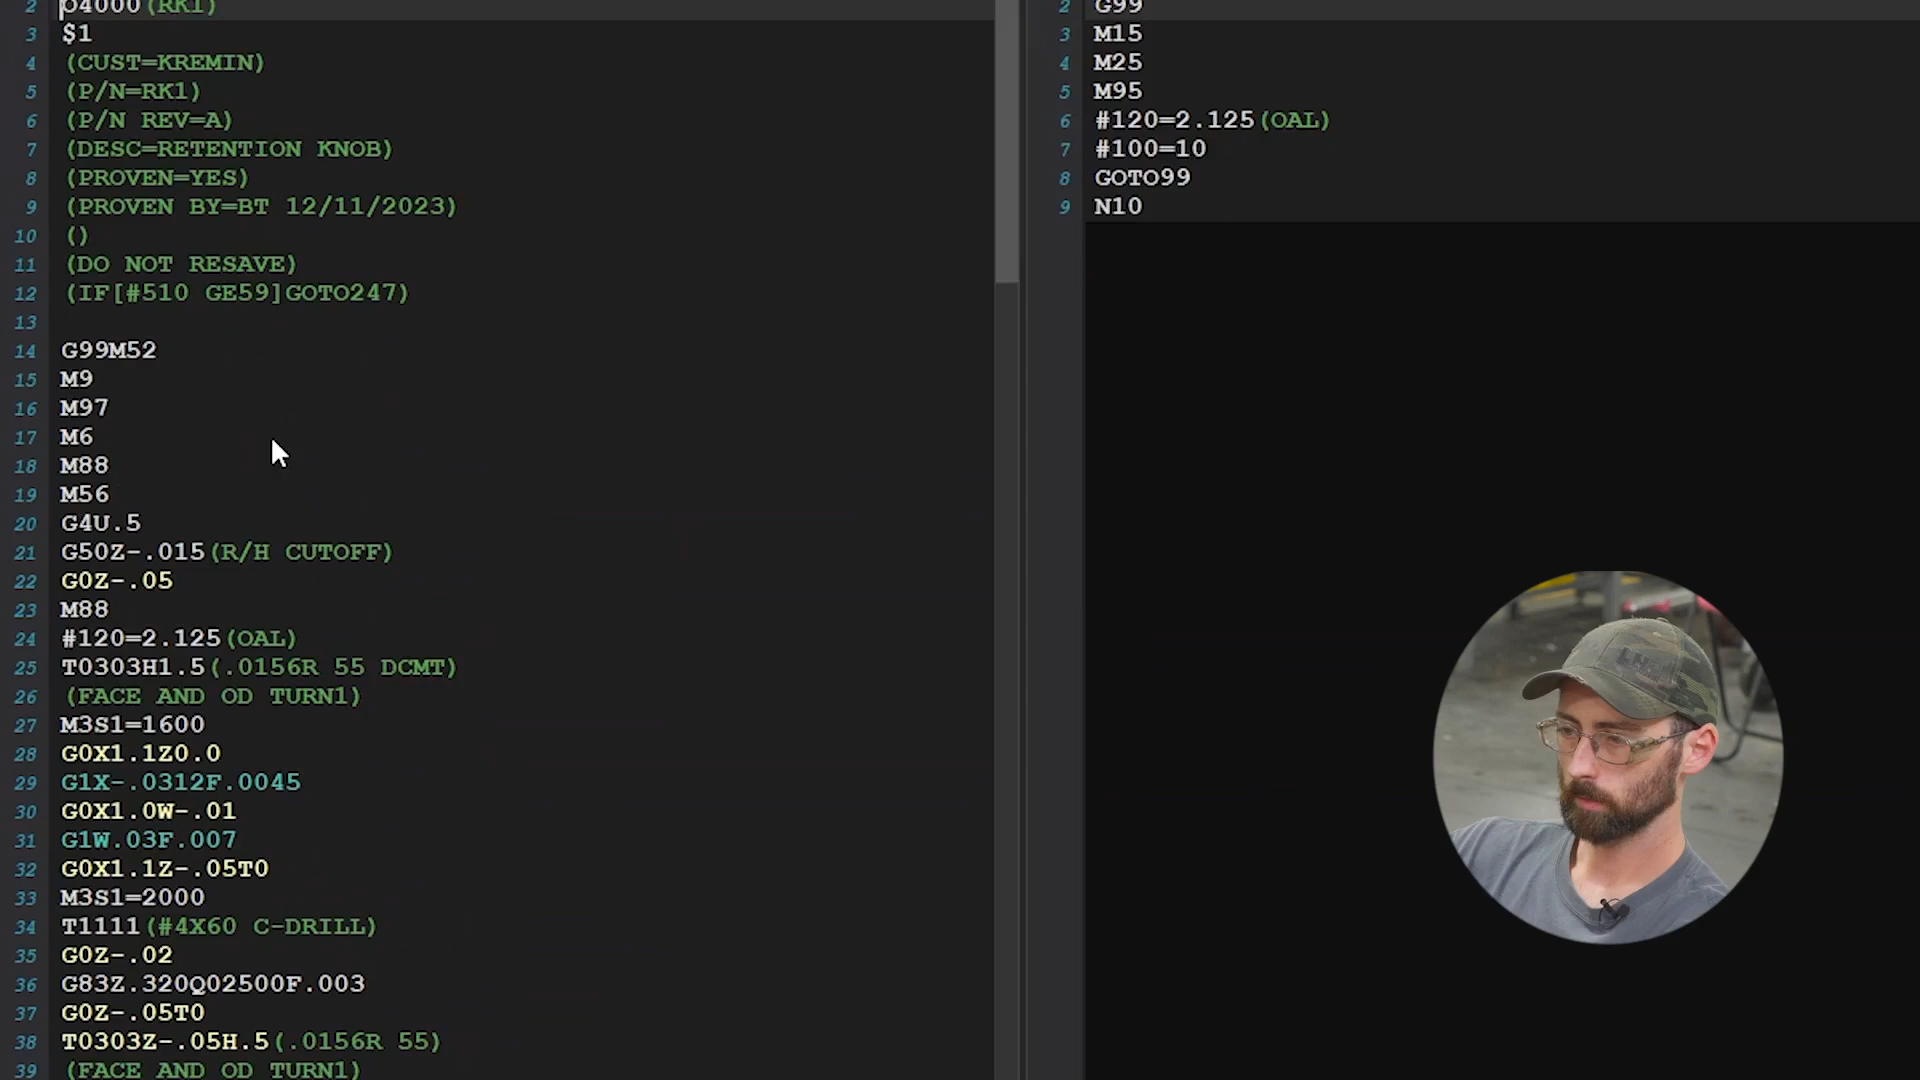 2 O4000(RK1)
3 $1
4 (CUST=KREMIN)
5 (P/N=RK1)
6 (P/N REV=A)
7 (DESC=RETENTION KNOB)
8 (PROVEN=YES)
9 (PROVEN BY=BT 12/11/2023)
10 ()
11 (DO NOT RESAVE)
12 (IF[#510 GE59]GOTO247)
13
14 G99M52
15 M9
16 M97
17 M6
18 M88
19 M56
20 G4U.5
21 G50Z-.015(R/H CUTOFF)
22 G0Z-.05
23 M88
24 #120=2.125(OAL)
25 T0303H1.5(.0156R 55 DCMT)
26 (FACE AND OD TURN1)
27 M3S1=1600
28 G0X1.1Z0.0
29 G1X-.0312F.0045
30 G0X1.0W-.01
31 G1W.03F.007
32 G0X1.1Z-.05T0
33 M3S1=2000
34 T1111(#4X60 C-DRILL)
35 G0Z-.02
36 G83Z.320Q02500F.003
37 G0Z-.05T0
38 T0303Z-.05H.5(.0156R 55)
39 (FACE AND OD TURN1)
2 G99
3 M15
4 M25
5 M95
6 #120=2.125(OAL)
7 #100=10
8 GOTO99
9 N10